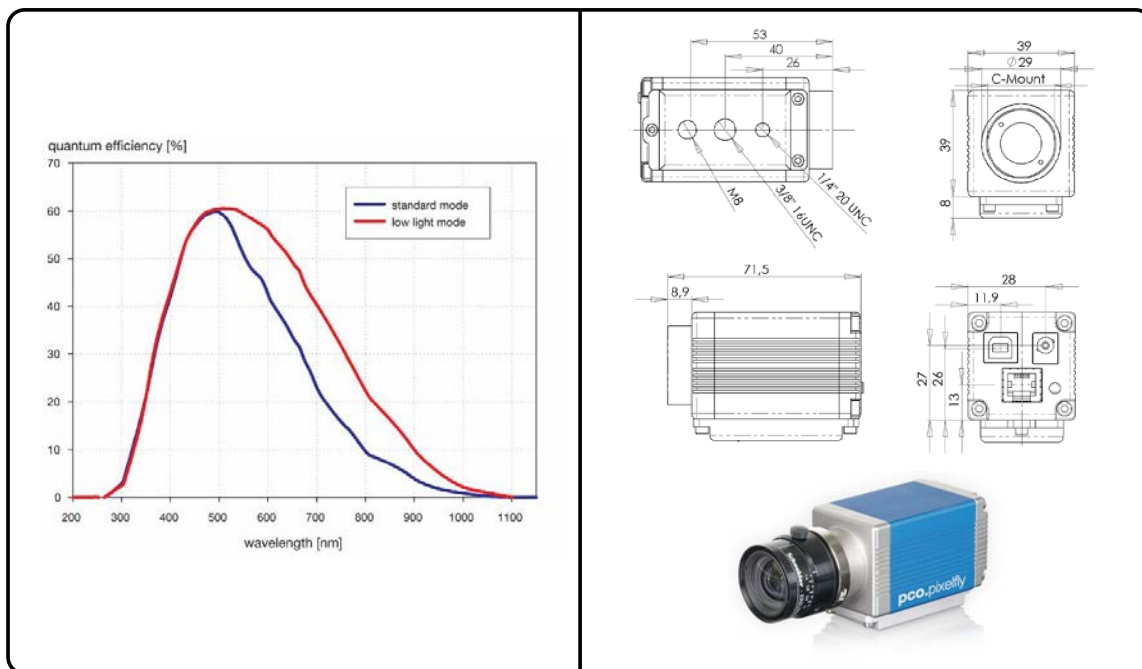 quantum efficiency [%]
70
60
50
40
30
20
10
0
standard mode
low light mode
200 300 400 500 600 700 800 900 1000 1100
wavelength [nm]
53
40
26
M8
3/8" 16UNC
1/4" 20 UNC
39
∅29
C-Mount
39
8
71,5
8,9
28
11,9
27
26
13
pco.pixelfly